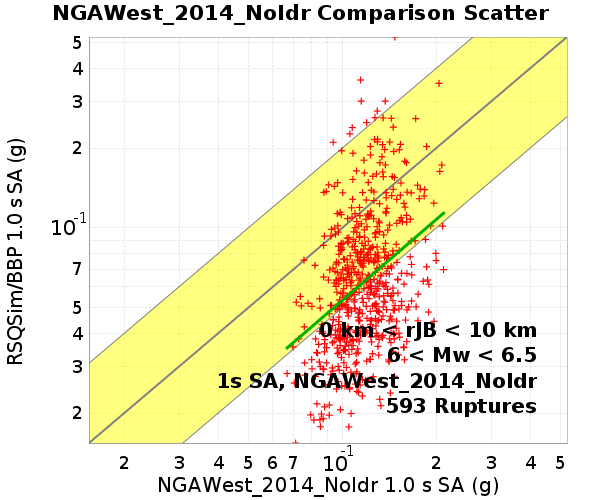 NGAWest_2014_NoIdr Comparison Scatter
RSQSim/BBP 1.0 s SA (g)
5
4
3
2
10^-1
7
5
4
3
2
0 km < rJB < 10 km
6 < Mw < 6.5
1s SA, NGAWest_2014_NoIdr
593 Ruptures
2 3 4 5 6 7 10^-1 2 3 4 5
NGAWest_2014_NoIdr 1.0 s SA (g)